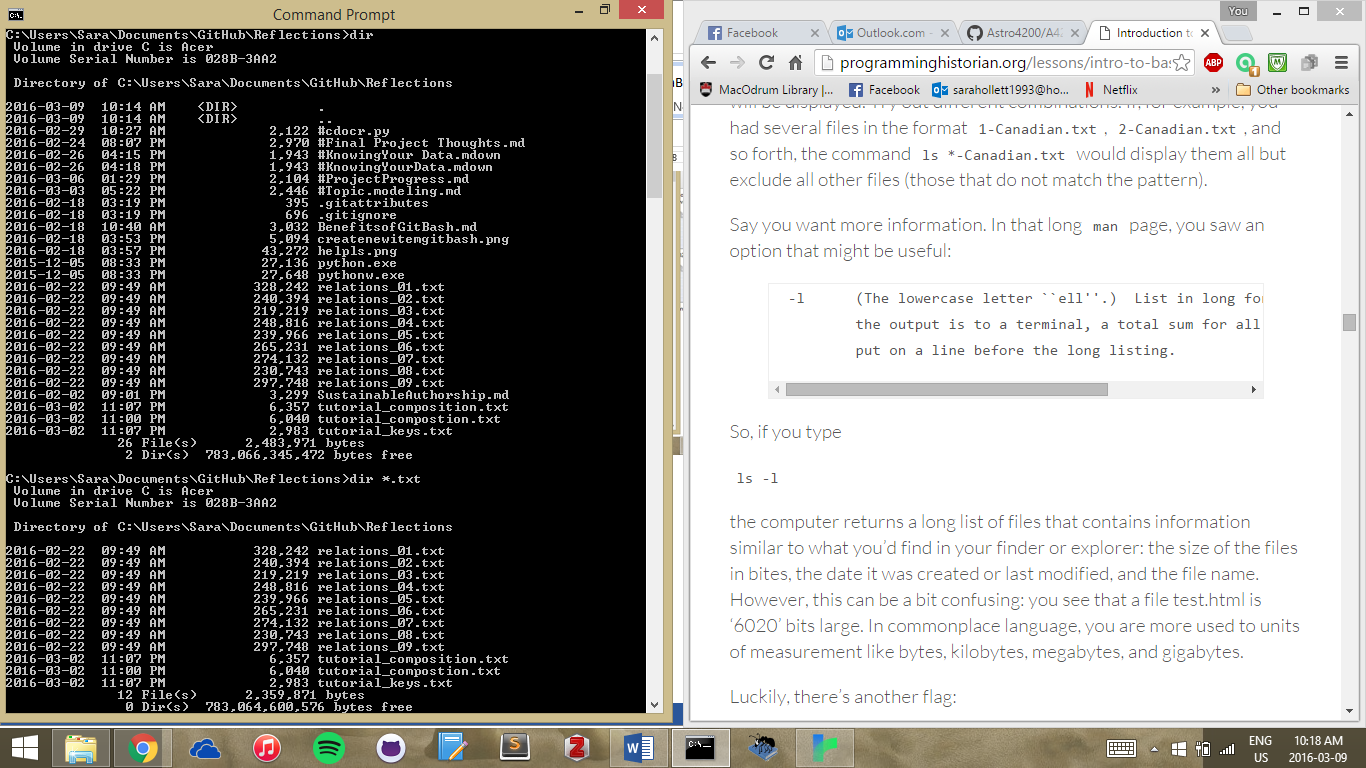 Command Prompt
C:\Users\Sara\Documents\GitHub\Reflections>dir
Volume in drive C is Acer
Volume Serial Number is 028B-3AA2
Directory of C:\Users\Sara\Documents\GitHub\Reflections
2016-03-09 10:14 AM <DIR> .
2016-03-09 10:14 AM <DIR> ..
2016-02-29 10:27 AM 2,122 #cdocr.py
2016-02-24 08:07 PM 2,970 #Final Project Thoughts.md
2016-02-26 04:15 PM 1,943 #KnowingYour Data.mdown
2016-02-26 04:18 PM 1,943 #KnowingYourData.mdown
2016-03-06 01:29 PM 2,104 #ProjectProgress.md
2016-03-03 05:22 PM 2,446 #Topic.modeling.md
2016-02-18 03:19 PM 395 .gitattributes
2016-02-18 03:19 PM 696 .gitignore
2016-02-18 10:40 AM 3,032 BenefitsofGitBash.md
2016-02-18 03:53 PM 5,094 createnewitemgitbash.png
2016-02-18 03:57 PM 43,272 helpls.png
2015-12-05 08:33 PM 27,136 python.exe
2015-12-05 08:33 PM 27,648 pythonw.exe
2016-02-22 09:49 AM 328,242 relations_01.txt
2016-02-22 09:49 AM 240,394 relations_02.txt
2016-02-22 09:49 AM 219,219 relations_03.txt
2016-02-22 09:49 AM 248,816 relations_04.txt
2016-02-22 09:49 AM 239,966 relations_05.txt
2016-02-22 09:49 AM 265,231 relations_06.txt
2016-02-22 09:49 AM 274,132 relations_07.txt
2016-02-22 09:49 AM 230,743 relations_08.txt
2016-02-22 09:49 AM 297,748 relations_09.txt
2016-03-02 09:01 PM 3,299 SustainableAuthorship.md
2016-03-02 11:07 PM 6,357 tutorial_composition.txt
2016-03-02 11:00 PM 6,040 tutorial_compostion.txt
2016-03-02 11:07 PM 2,983 tutorial_keys.txt
26 File(s) 2,483,971 bytes
2 Dir(s) 783,066,345,472 bytes free
C:\Users\Sara\Documents\GitHub\Reflections>dir *.txt
Volume in drive C is Acer
Volume Serial Number is 028B-3AA2
Directory of C:\Users\Sara\Documents\GitHub\Reflections
2016-02-22 09:49 AM 328,242 relations_01.txt
2016-02-22 09:49 AM 240,394 relations_02.txt
2016-02-22 09:49 AM 219,219 relations_03.txt
2016-02-22 09:49 AM 248,816 relations_04.txt
2016-02-22 09:49 AM 239,966 relations_05.txt
2016-02-22 09:49 AM 265,231 relations_06.txt
2016-02-22 09:49 AM 274,132 relations_07.txt
2016-02-22 09:49 AM 230,743 relations_08.txt
2016-02-22 09:49 AM 297,748 relations_09.txt
2016-03-02 11:07 PM 6,357 tutorial_composition.txt
2016-03-02 11:00 PM 6,040 tutorial_compostion.txt
2016-03-02 11:07 PM 2,983 tutorial_keys.txt
12 File(s) 2,359,871 bytes
0 Dir(s) 783,064,600,576 bytes free
You
Facebook Outlook.com - Astro4200/A42 Introduction to
programminghistorian.org/lessons/intro-to-bas
ABP 1
MacOdrum Library |... Facebook sarahollett1993@ho... Netflix » Other bookmarks
will be displayed. Try out different combinations. If, for example, you
had several files in the format 1-Canadian.txt, 2-Canadian.txt, and
so forth, the command ls *-Canadian.txt would display them all but
exclude all other files (those that do not match the pattern).
Say you want more information. In that long man page, you saw an
option that might be useful:
-l (The lowercase letter ``ell''.) List in long for
the output is to a terminal, a total sum for all
put on a line before the long listing.
So, if you type
ls -l
the computer returns a long list of files that contains information
similar to what you’d find in your finder or explorer: the size of the files
in bites, the date it was created or last modified, and the file name.
However, this can be a bit confusing: you see that a file test.html is
‘6020’ bits large. In commonplace language, you are more used to units
of measurement like bytes, kilobytes, megabytes, and gigabytes.
Luckily, there’s another flag:
ENG
US
10:18 AM
2016-03-09